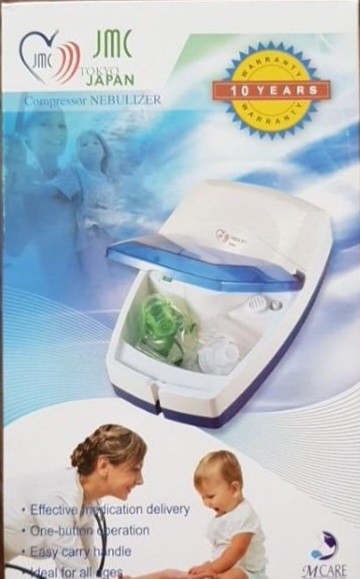 JMC
JMC
TOKYO
JAPAN
Compressor NEBULIZER
WARRANTY
10 YEARS
WARRANTY
• Effective medication delivery
• One-button operation
• Easy carry handle
• Ideal for all ages
MCARE